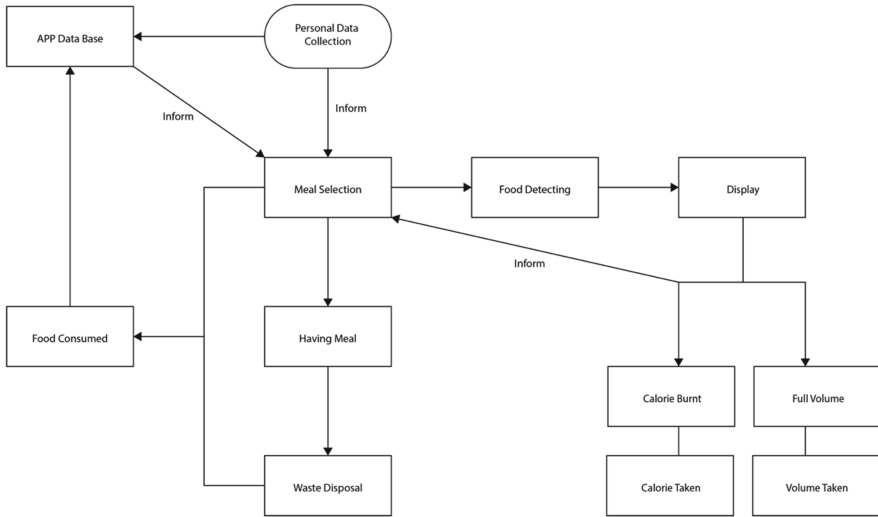 Personal Data
Collection
APP Data Base
Inform
Inform
Meal Selection
Food Detecting
Display
Inform
Food Consumed
Having Meal
Calorie Burnt
Full Volume
Waste Disposal
Calorie Taken
Volume Taken